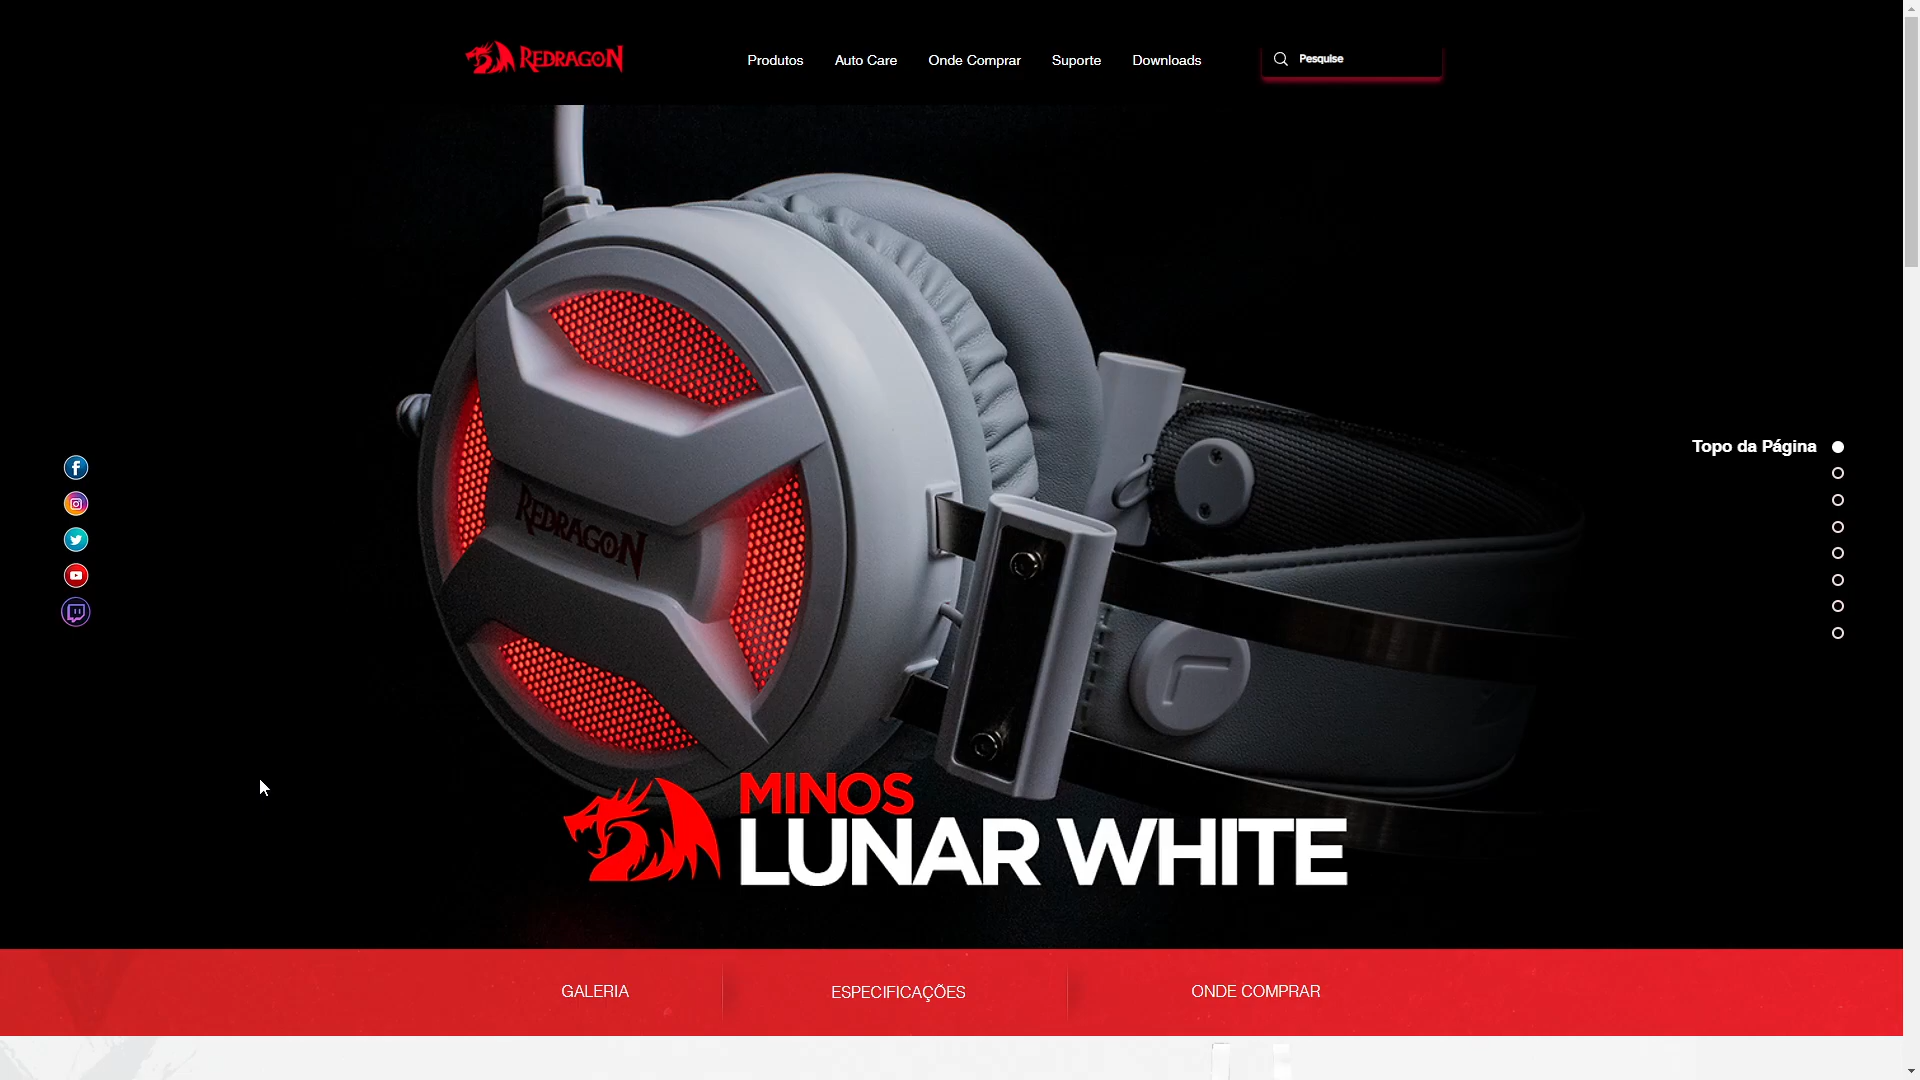 REDRAGON
Produtos
Auto Care
Onde Comprar
Suporte
Downloads
Pesquise
REDRAGON
Topo da Página
MINOS
LUNAR WHITE
GALERIA
ESPECIFICAÇÕES
ONDE COMPRAR